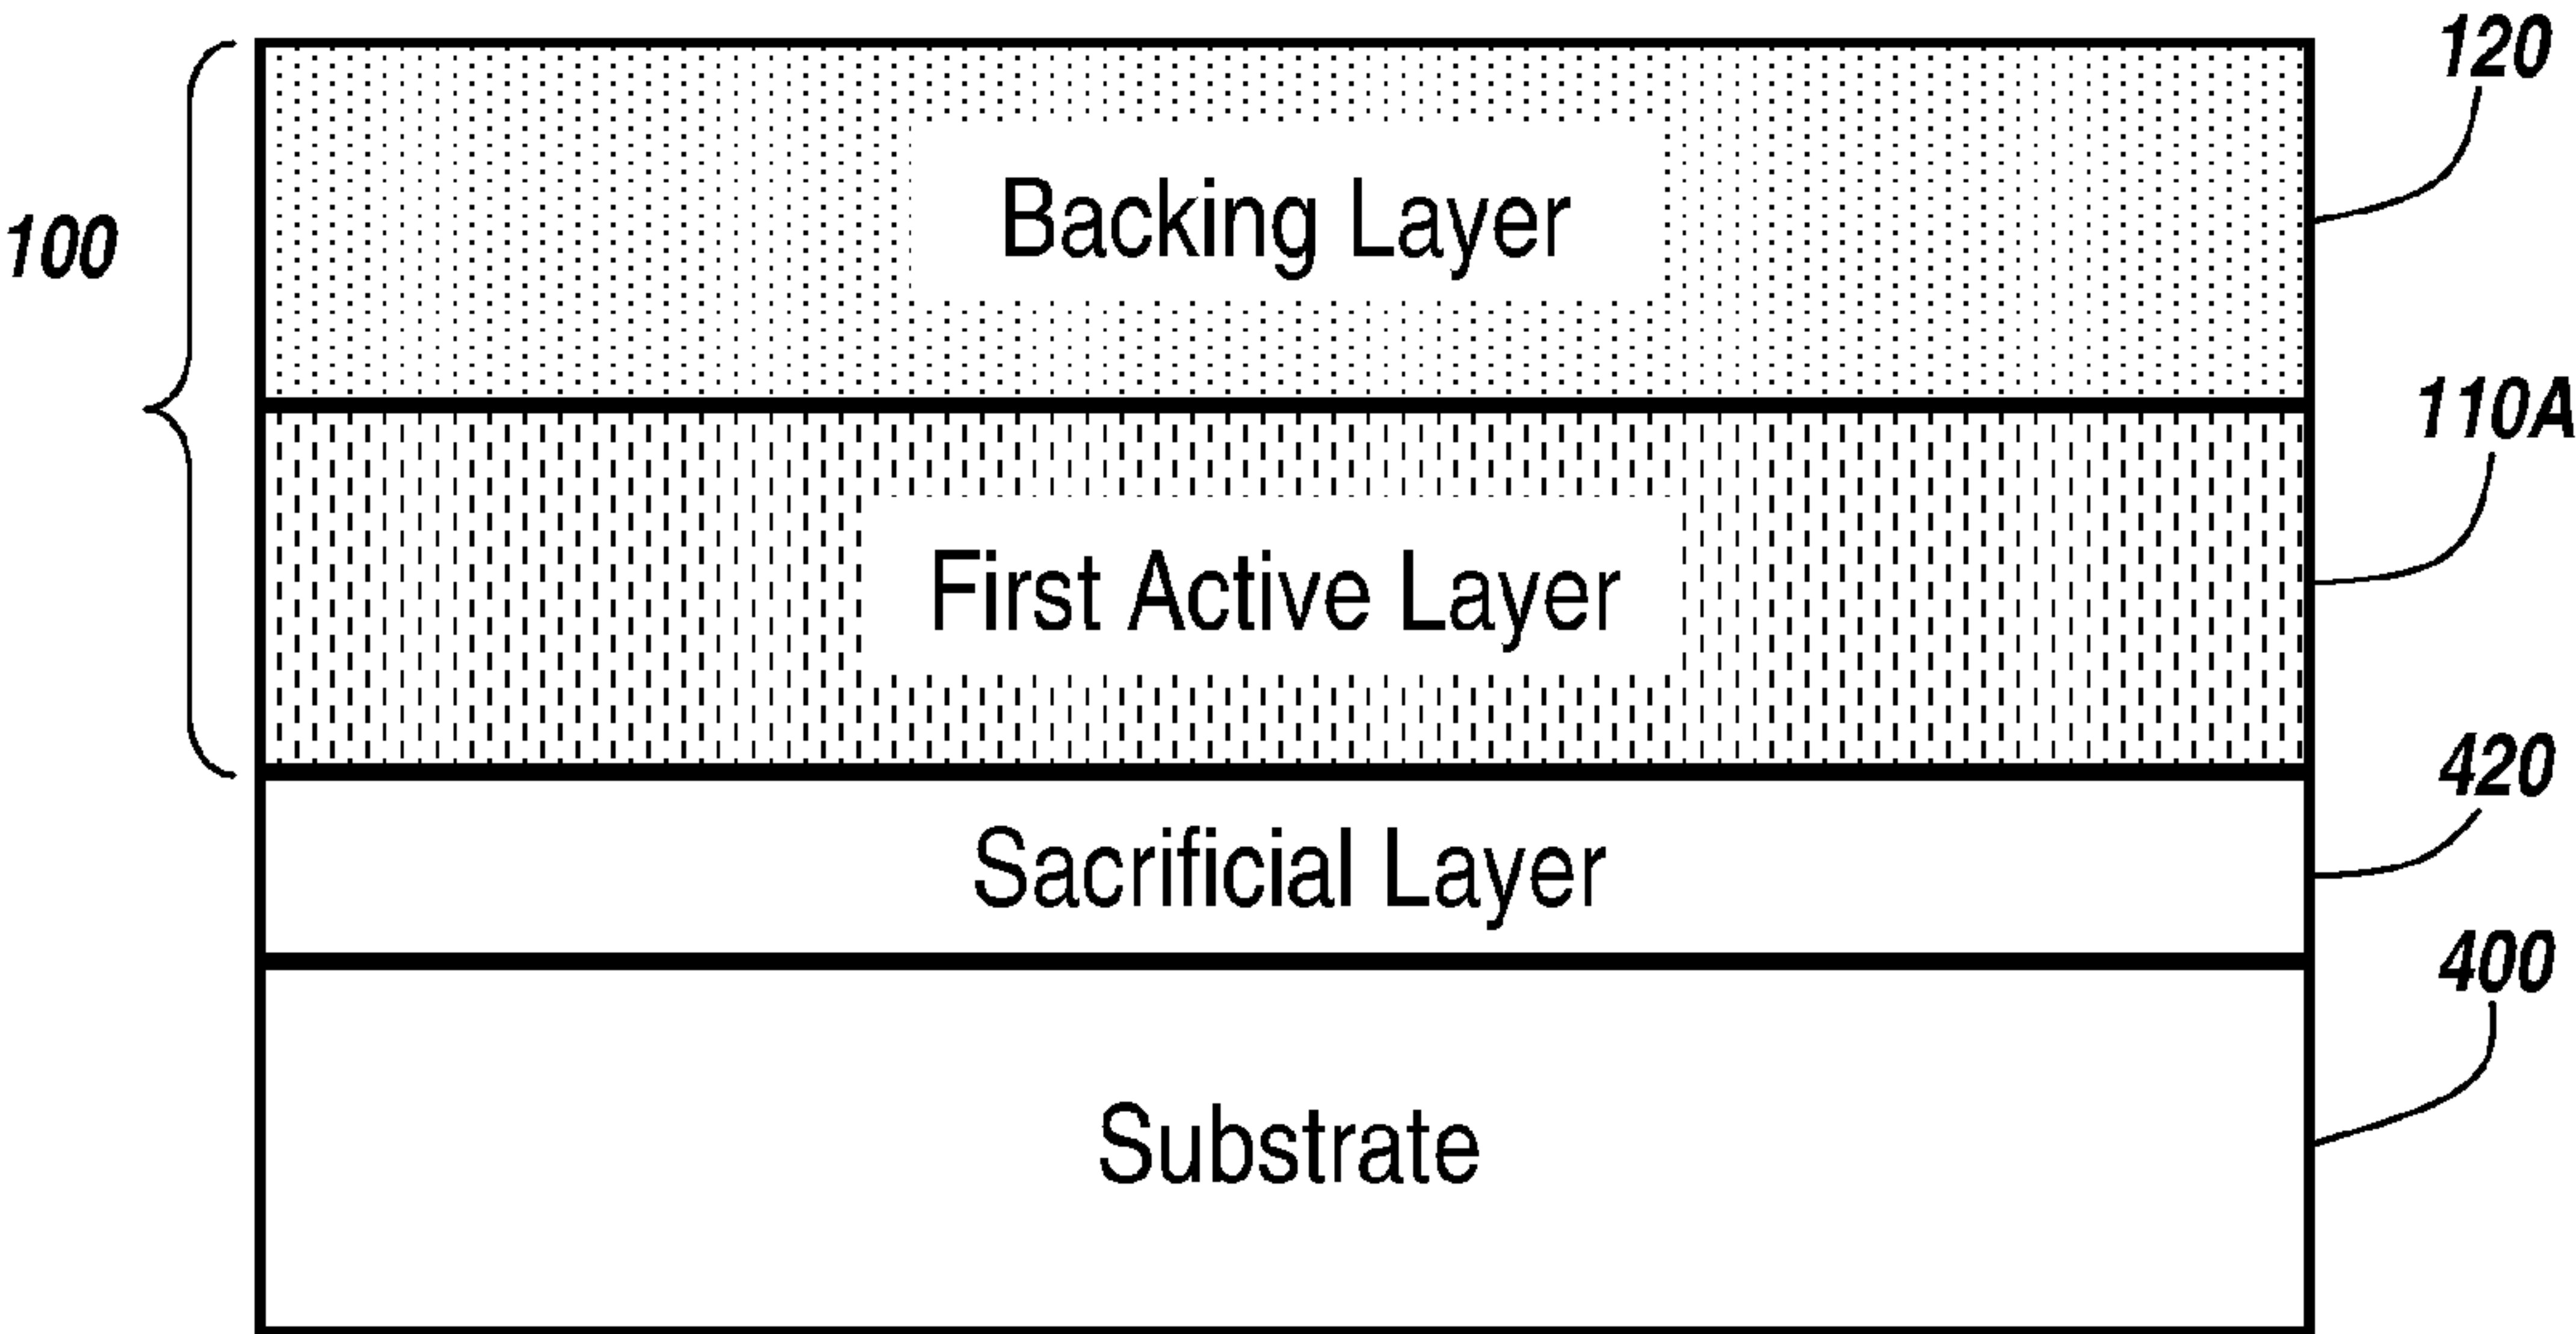 120
100
Backing Layer
110A
First Active Layer
420
Sacrificial Layer
400
Substrate